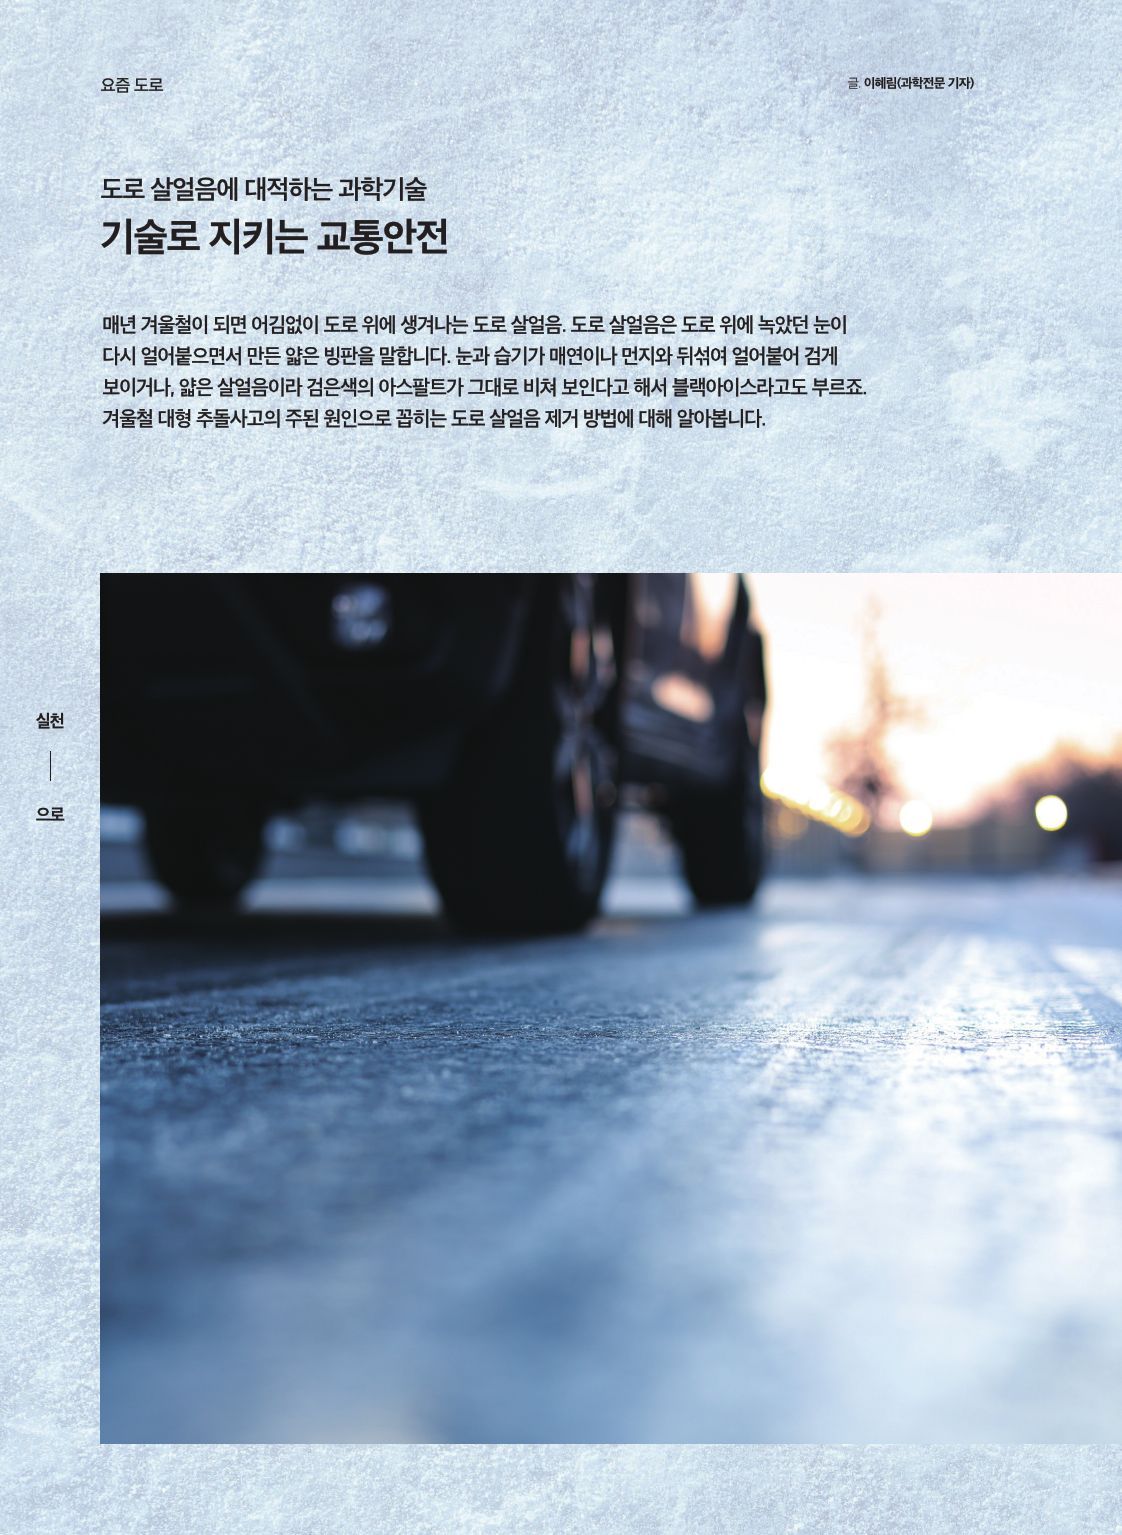 요즘 도로
글. 이혜림(과학전문 기자)
도로 살얼음에 대적하는 과학기술
기술로 지키는 교통안전
매년 겨울철이 되면 어김없이 도로 위에 생겨나는 도로 살얼음. 도로 살얼음은 도로 위에 녹았던 눈이
다시 얼어붙으면서 만든 얇은 빙판을 말합니다. 눈과 습기가 매연이나 먼지와 뒤섞여 얼어붙어 검게
보이거나, 얇은 살얼음이라 검은색의 아스팔트가 그대로 비쳐 보인다고 해서 블랙아이스라고도 부르죠.
겨울철 대형 추돌사고의 주된 원인으로 꼽히는 도로 살얼음 제거 방법에 대해 알아봅니다.
실천
으로